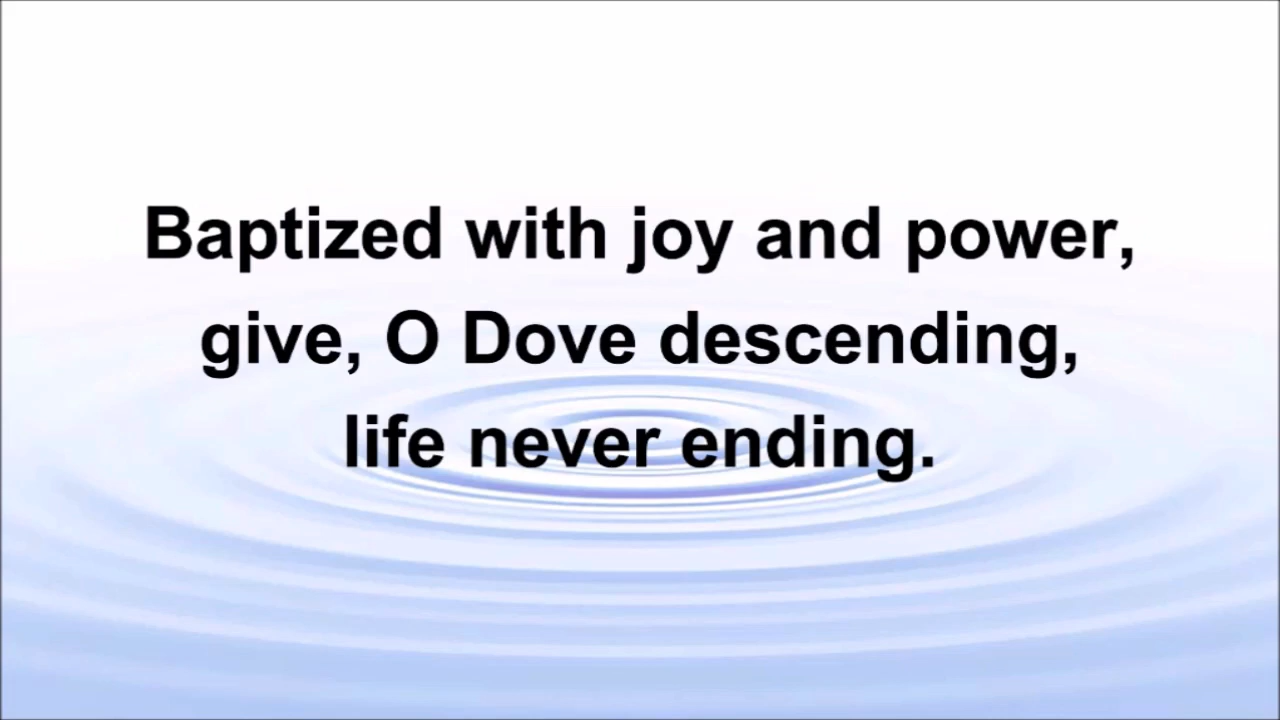 Baptized with joy and power,
give, O Dove descending,
life never ending.